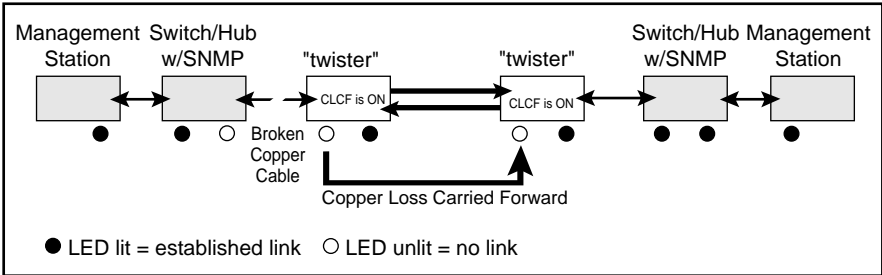 Management Station
Switch/Hub w/SNMP
"twister"
"twister"
Switch/Hub w/SNMP
Management Station
CLCF is ON
CLCF is ON
Broken
Copper
Cable
Copper Loss Carried Forward
LED lit = established link
LED unlit = no link